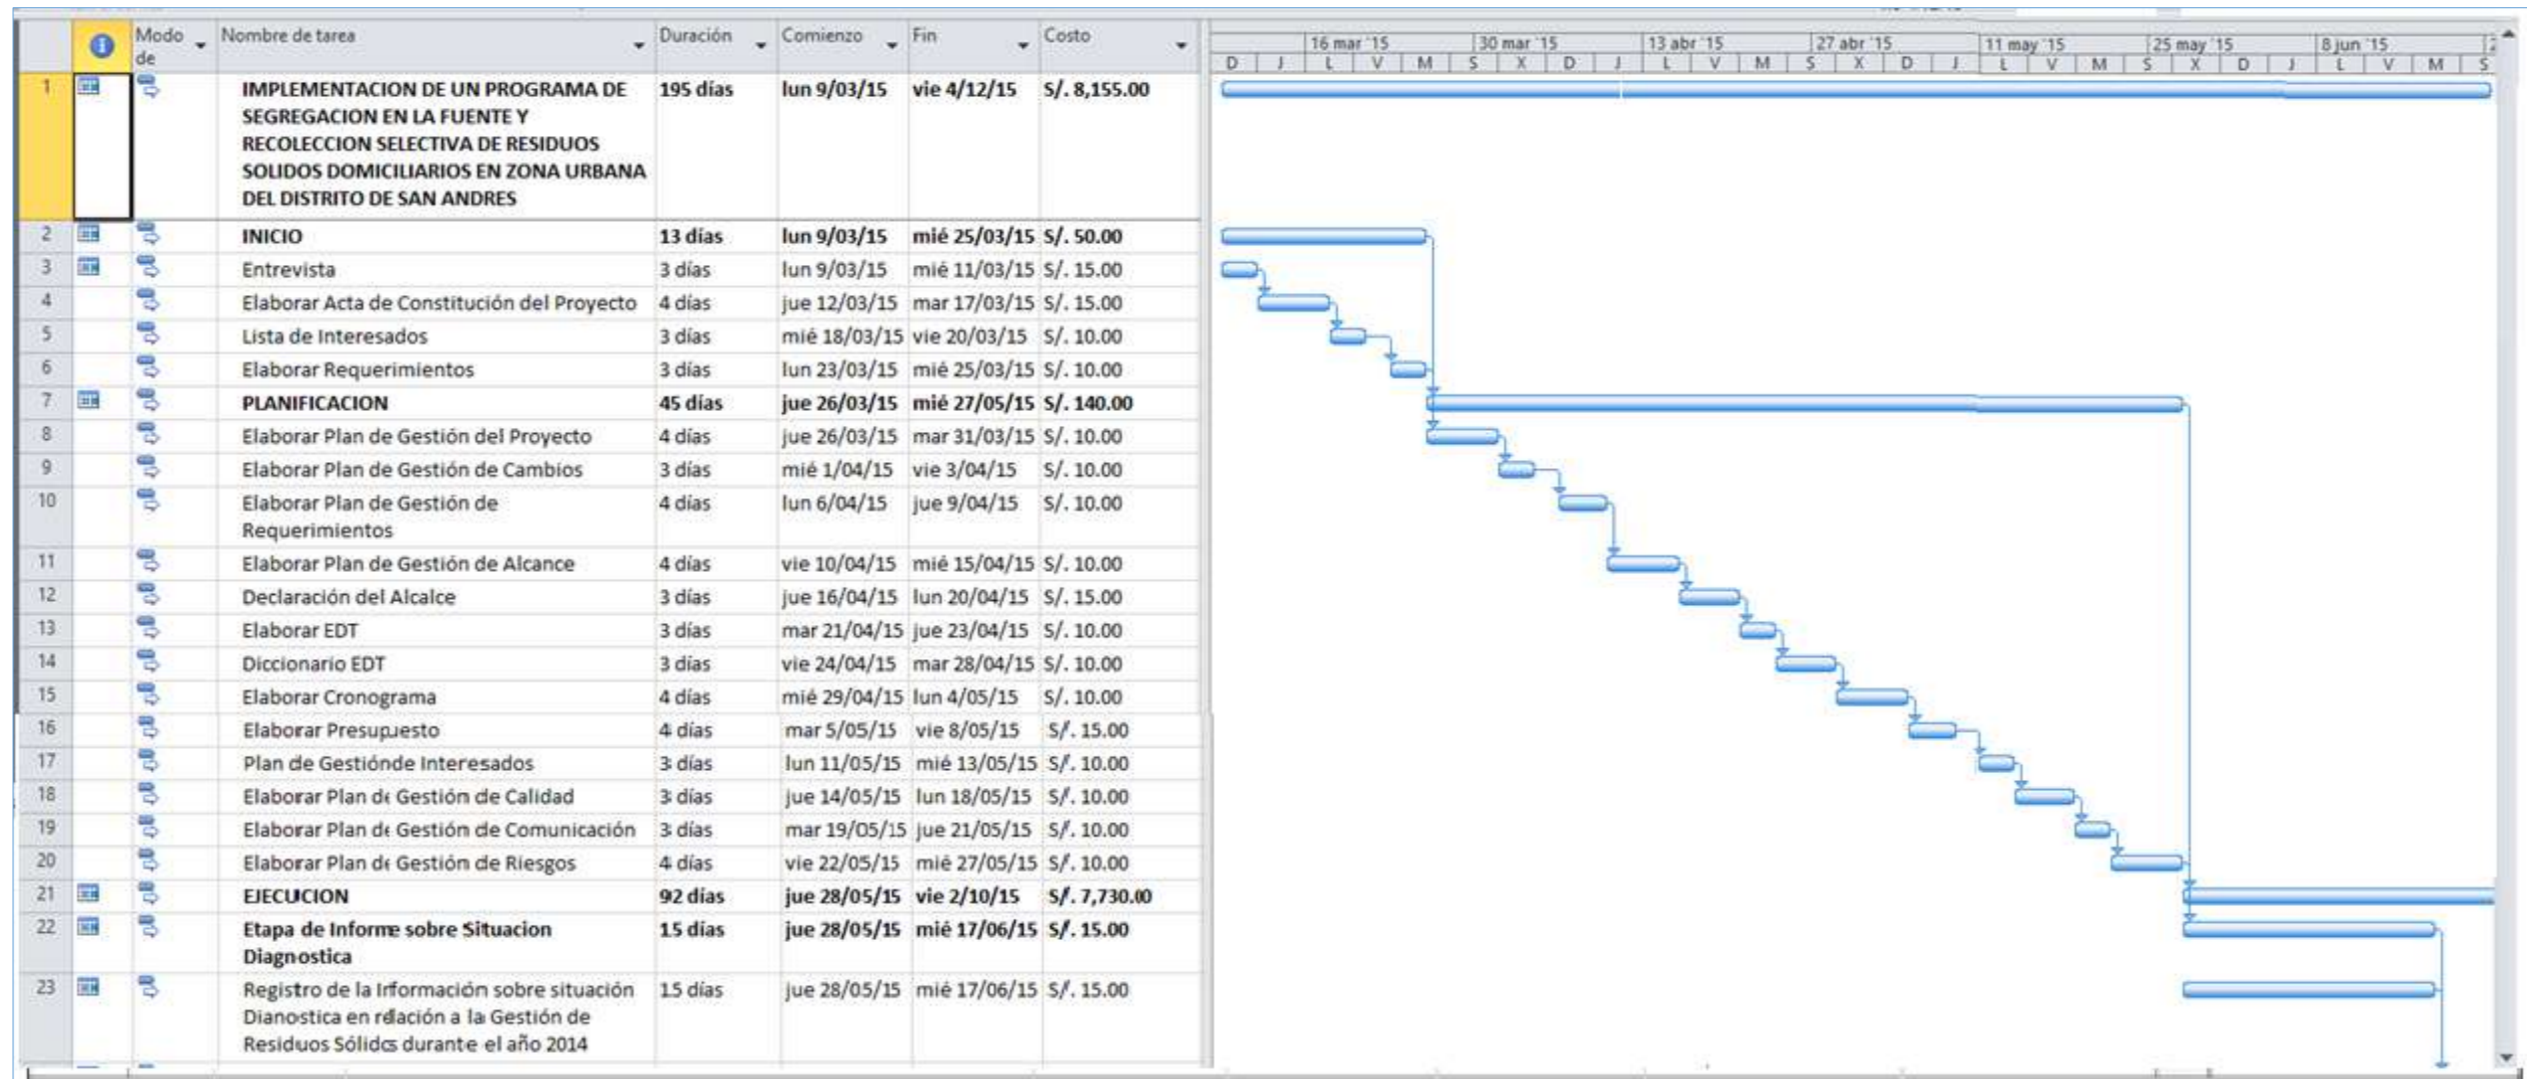 Modo de Nombre de tarea Duración Comienzo Fin Costo
16 mar '15 30 mar '15 13 abr '15 27 abr '15 11 may '15 25 may '15 8 jun '15
D J L V M S X D J L V M S X D J L V M S X D J L V M S
1 IMPLEMENTACION DE UN PROGRAMA DE 195 días lun 9/03/15 vie 4/12/15 S/. 8,155.00
SEGREGACION EN LA FUENTE Y
RECOLECCION SELECTIVA DE RESIDUOS
SOLIDOS DOMICILIARIOS EN ZONA URBANA
DEL DISTRITO DE SAN ANDRES
2 INICIO 13 días lun 9/03/15 mié 25/03/15 S/. 50.00
3 Entrevista 3 días lun 9/03/15 mié 11/03/15 S/. 15.00
4 Elaborar Acta de Constitución del Proyecto 4 días jue 12/03/15 mar 17/03/15 S/. 15.00
5 Lista de Interesados 3 días mié 18/03/15 vie 20/03/15 S/. 10.00
6 Elaborar Requerimientos 3 días lun 23/03/15 mié 25/03/15 S/. 10.00
7 PLANIFICACION 45 días jue 26/03/15 mié 27/05/15 S/. 140.00
8 Elaborar Plan de Gestión del Proyecto 4 días jue 26/03/15 mar 31/03/15 S/. 10.00
9 Elaborar Plan de Gestión de Cambios 3 días mié 1/04/15 vie 3/04/15 S/. 10.00
10 Elaborar Plan de Gestión de 4 días lun 6/04/15 jue 9/04/15 S/. 10.00
Requerimientos
11 Elaborar Plan de Gestión de Alcance 4 días vie 10/04/15 mié 15/04/15 S/. 10.00
12 Declaración del Alcalce 3 días jue 16/04/15 lun 20/04/15 S/. 15.00
13 Elaborar EDT 3 días mar 21/04/15 jue 23/04/15 S/. 10.00
14 Diccionario EDT 3 días vie 24/04/15 mar 28/04/15 S/. 10.00
15 Elaborar Cronograma 4 días mié 29/04/15 lun 4/05/15 S/. 10.00
16 Elaborar Presupuesto 4 días mar 5/05/15 vie 8/05/15 S/. 15.00
17 Plan de Gestiónde Interesados 3 días lun 11/05/15 mié 13/05/15 S/. 10.00
18 Elaborar Plan de Gestión de Calidad 3 días jue 14/05/15 lun 18/05/15 S/. 10.00
19 Elaborar Plan de Gestión de Comunicación 3 días mar 19/05/15 jue 21/05/15 S/. 10.00
20 Elaborar Plan de Gestión de Riesgos 4 días vie 22/05/15 mié 27/05/15 S/. 10.00
21 EJECUCION 92 días jue 28/05/15 vie 2/10/15 S/. 7,730.00
22 Etapa de Informe sobre Situacion 15 días jue 28/05/15 mié 17/06/15 S/. 15.00
Diagnostica
23 Registro de la Información sobre situación 15 días jue 28/05/15 mié 17/06/15 S/. 15.00
Dianostica en relación a la Gestión de
Residuos Sólidos durante el año 2014